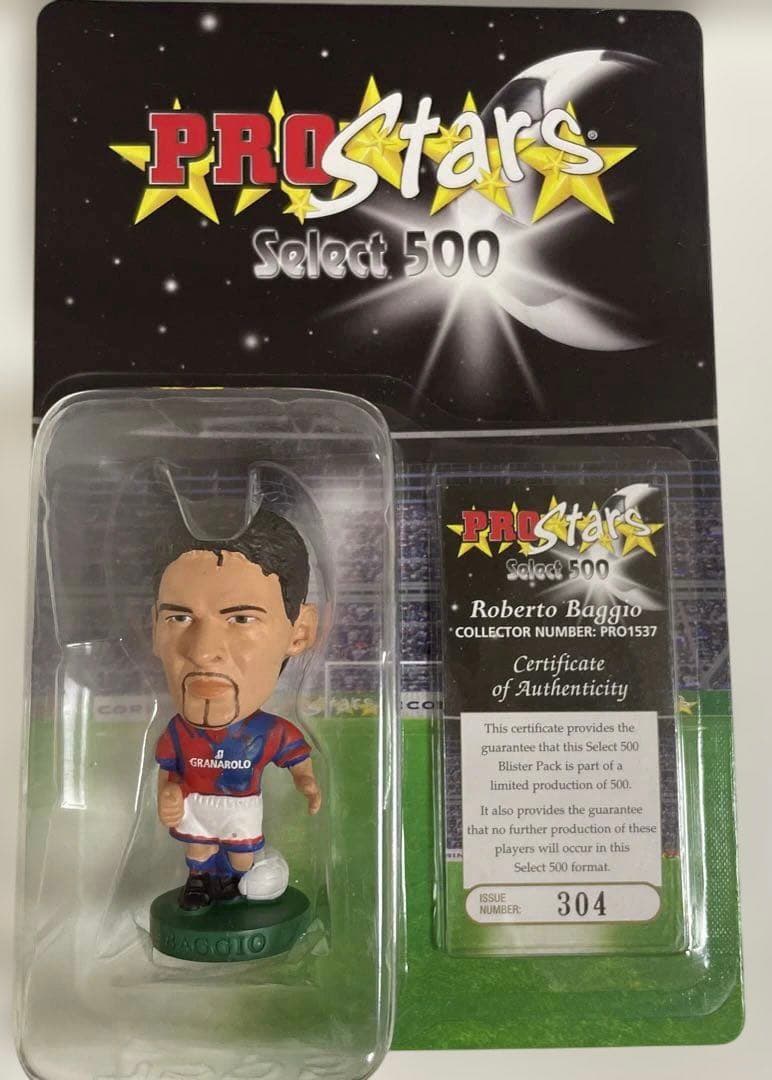 PROStars®
Select 500
PROStars
Select 500
Roberto Baggio
COLLECTOR NUMBER: PRO1537
Certificate
of Authenticity
This certificate provides the
guarantee that this Select 500
Blister Pack is part of a
limited production of 500.
It also provides the guarantee
that no further production of these
players will occur in this
Select 500 format.
ISSUE
NUMBER: 304
GRANAROLO
BAGGIO